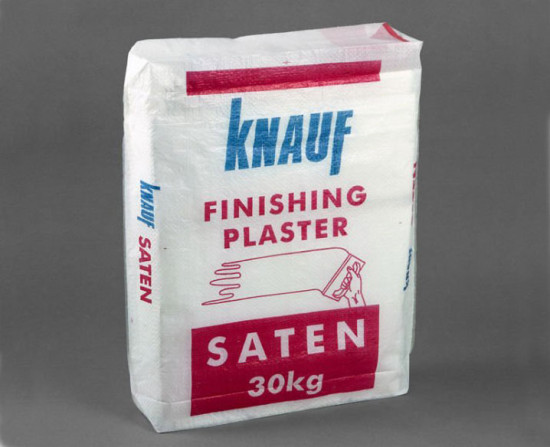 KNAUF
FINISHING
PLASTER
SATEN
30kg
KNAUF SATEN